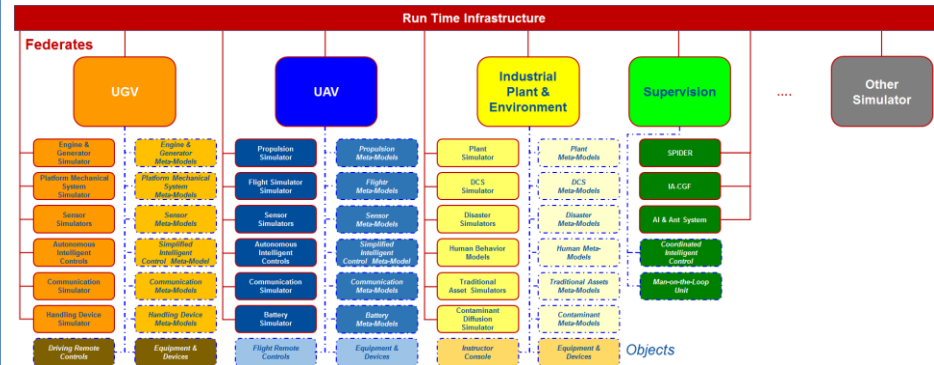 Run Time Infrastructure
Federates
UGV
UAV
Industrial
Plant &
Environment
Supervision
....
Other
Simulator
Engine &
Generator
Simulator
Engine &
Generator
Meta-Models
Propulsion
Simulator
Propulsion
Meta-Models
Plant
Simulator
Plant
Meta-Models
SPIDER
Platform Mechanical
System
Simulator
Platform Mechanical
System
Meta-Models
Flight Simulator
Simulator
Flightr
Meta-Models
DCS
Simulator
DCS
Meta-Models
IA-CGF
Sensor
Simulators
Sensor
Meta-Models
Sensor
Simulators
Sensor
Meta-Models
Disaster
Simulators
Disaster
Meta-Models
AI & Ant System
Autonomous
Intelligent
Controls
Simplified
Intelligent
Control Meta-Model
Autonomous
Intelligent
Controls
Simplified
Intelligent
Control Meta-Model
Human Behavior
Models
Human Meta-
Models
Coordinated
Intelligent
Control
Communication
Simulator
Communication
Meta-Models
Communication
Simulator
Communication
Meta-Models
Traditional
Asset Simulators
Traditional Assets
Meta-Models
Man-on-the-Loop
Unit
Handling Device
Simulator
Handling Device
Meta-Models
Battery
Simulator
Battery
Meta-Models
Contaminant
Diffusion
Simulator
Contaminant
Meta-Models
Driving Remote
Controls
Equipment &
Devices
Flight Remote
Controls
Equipment &
Devices
Instructor
Console
Equipment &
Devices
Objects